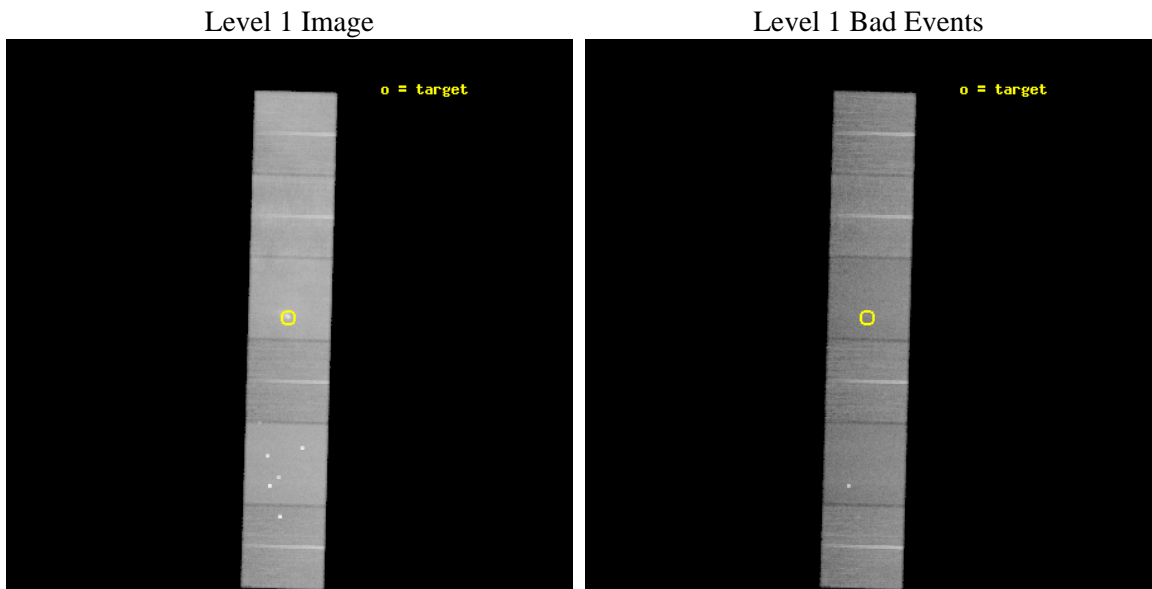 Level 1 Image
Level 1 Bad Events
o = target
o = target